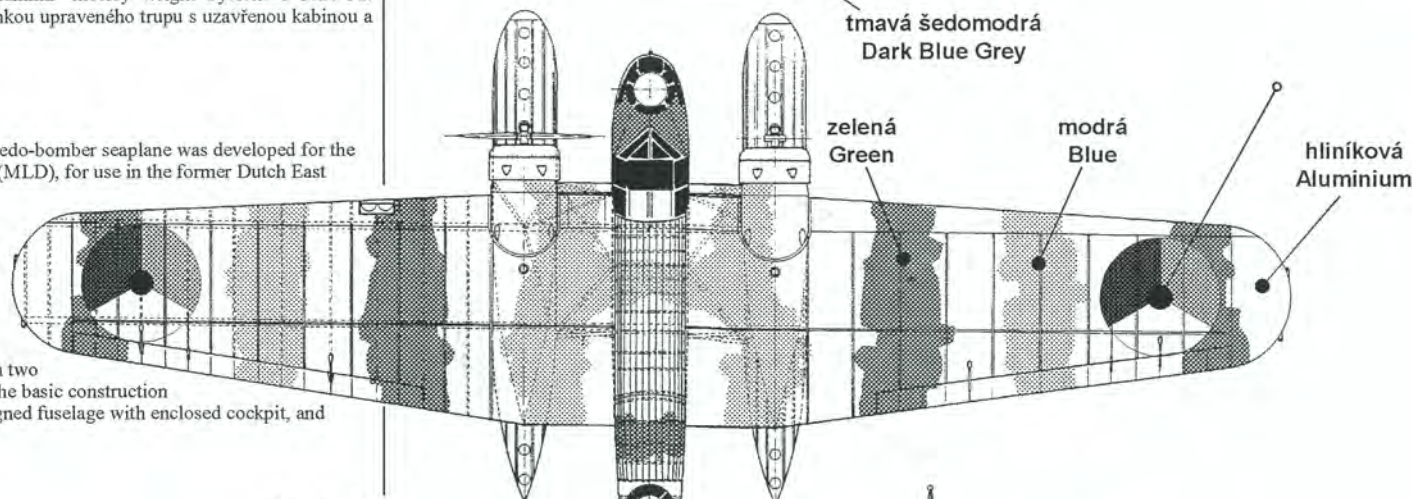 nkou upraveného trupu s uzavřenou kabinou a
edo-bomber seaplane was developed for the
(MLD), for use in the former Dutch East
two
he basic construction
gned fuselage with enclosed cockpit, and
tmavá šedomodrá
Dark Blue Grey
zelená
Green
modrá
Blue
hliníková
Aluminium